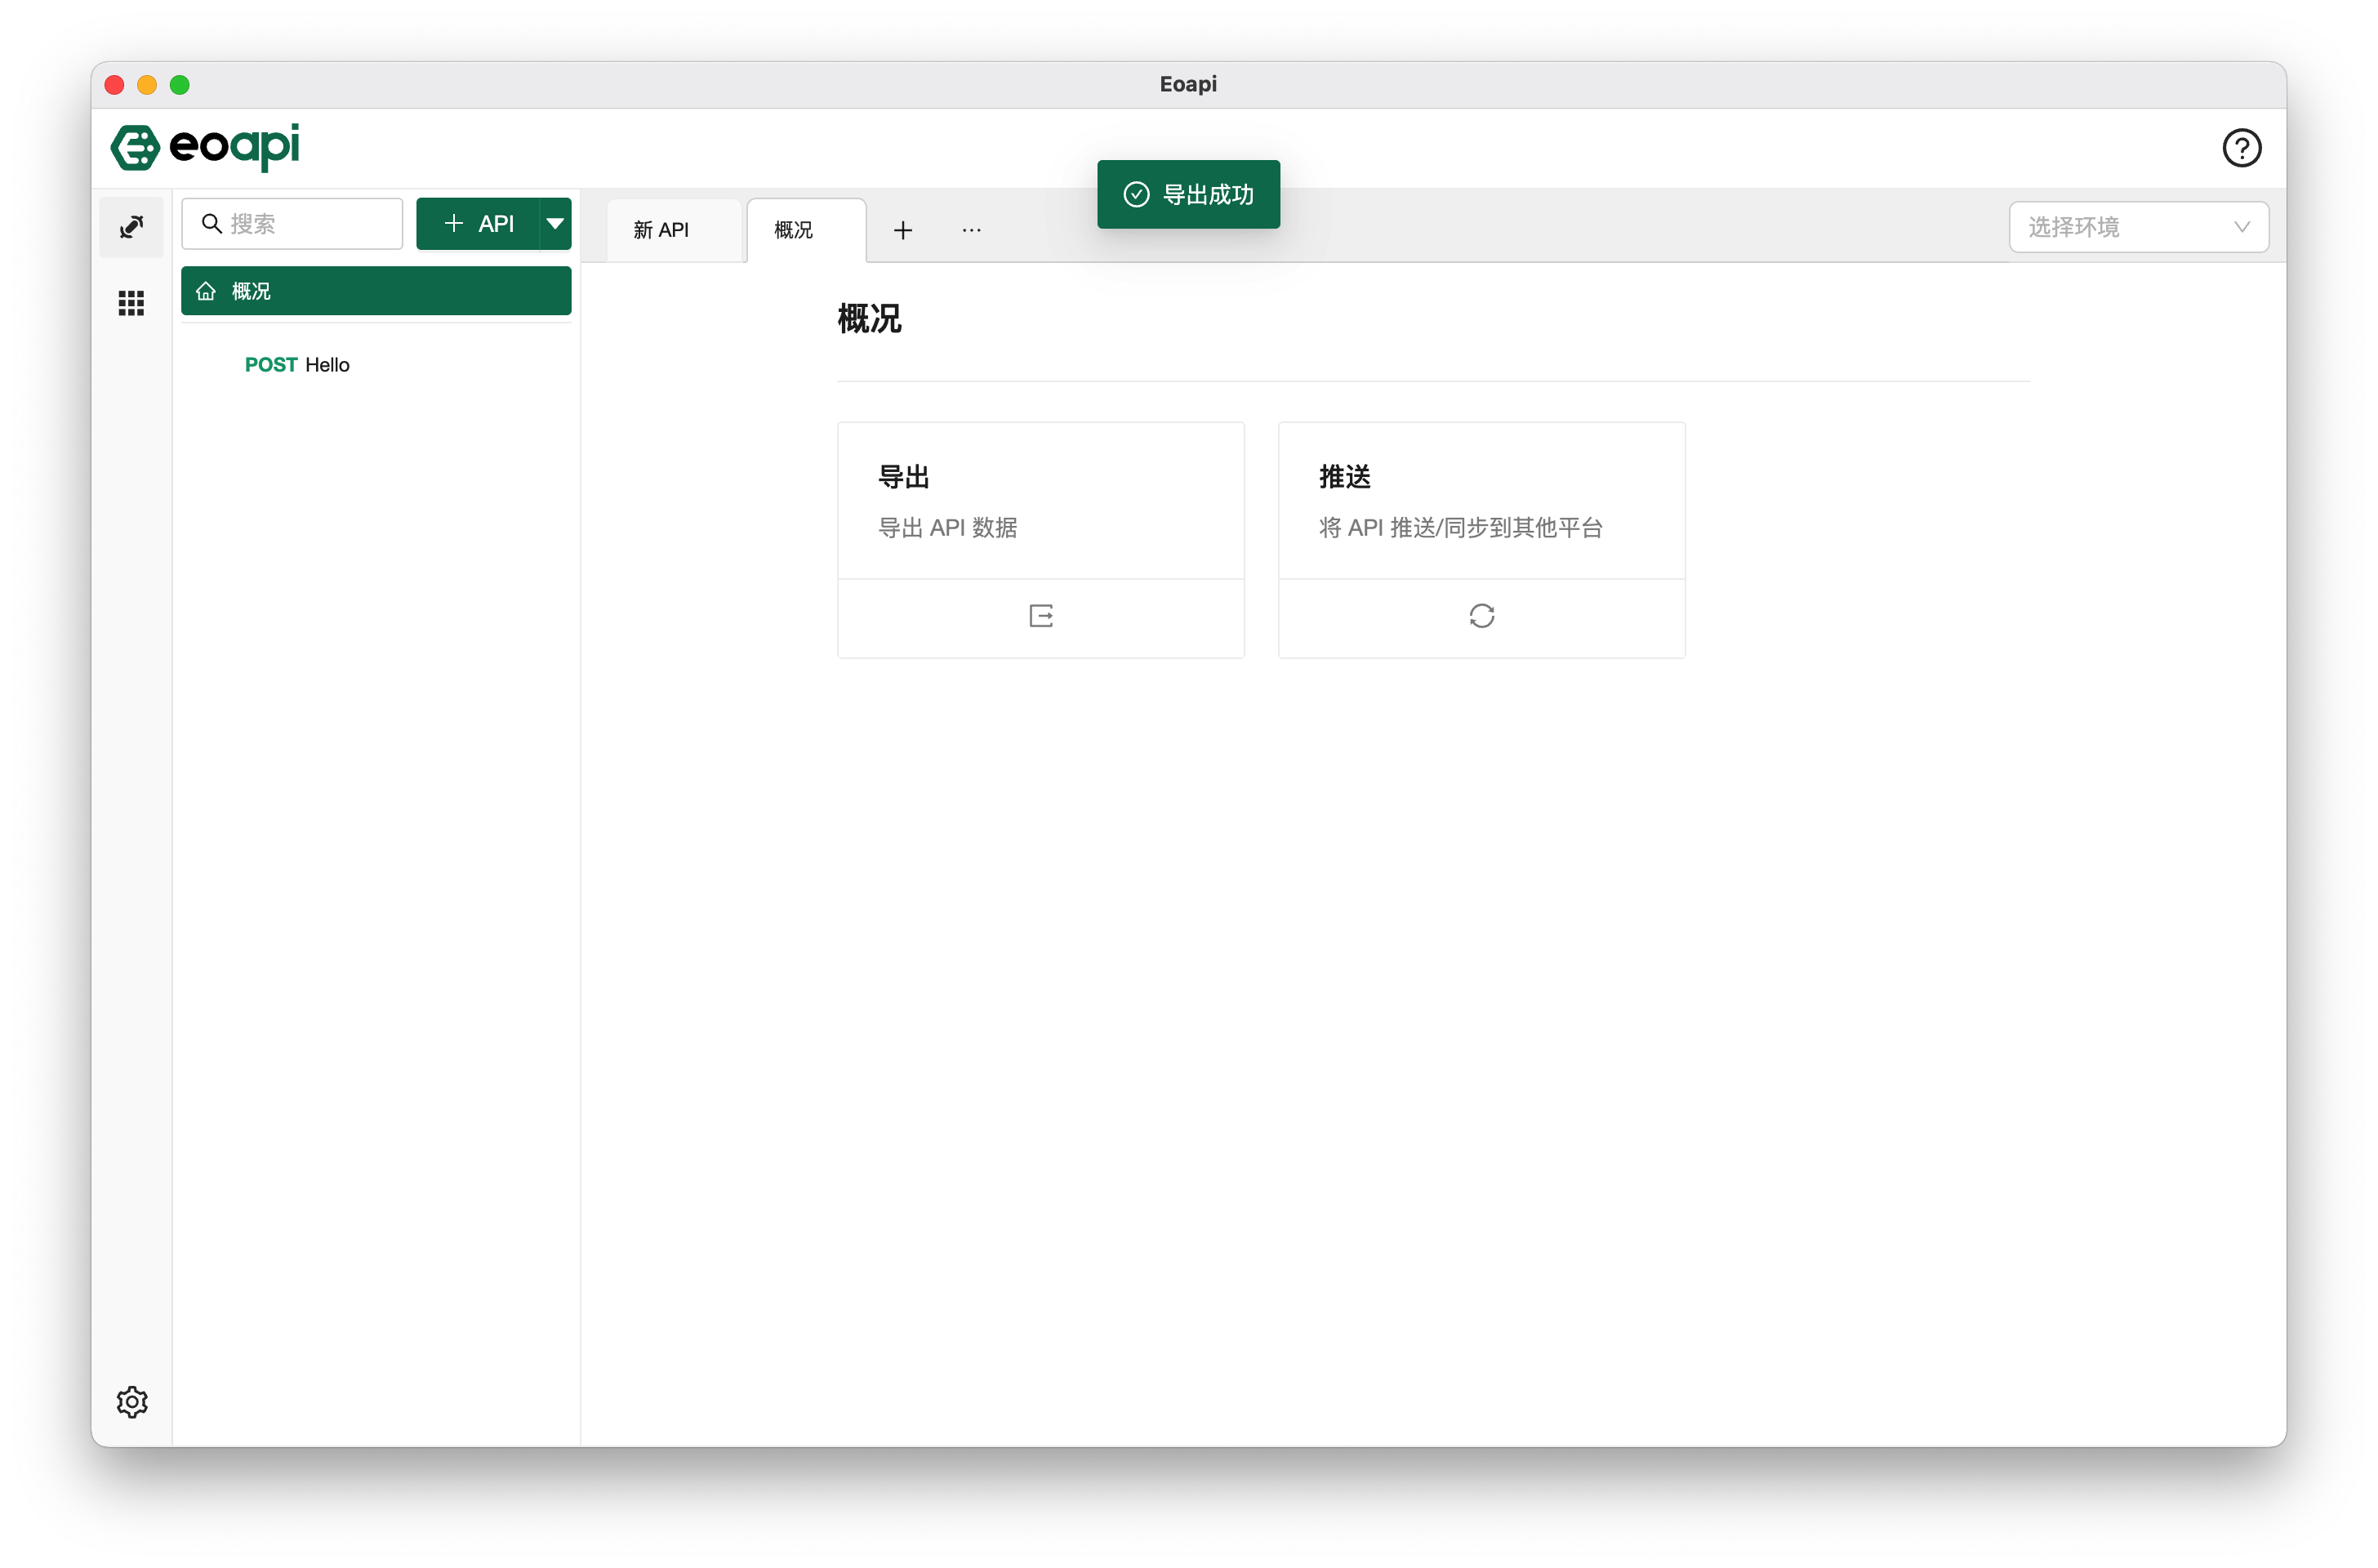 Eoapi
eoapi
导出成功
搜索
API
新 API
概况
选择环境
概况
POST Hello
概况
导出
导出 API 数据
推送
将 API 推送/同步到其他平台